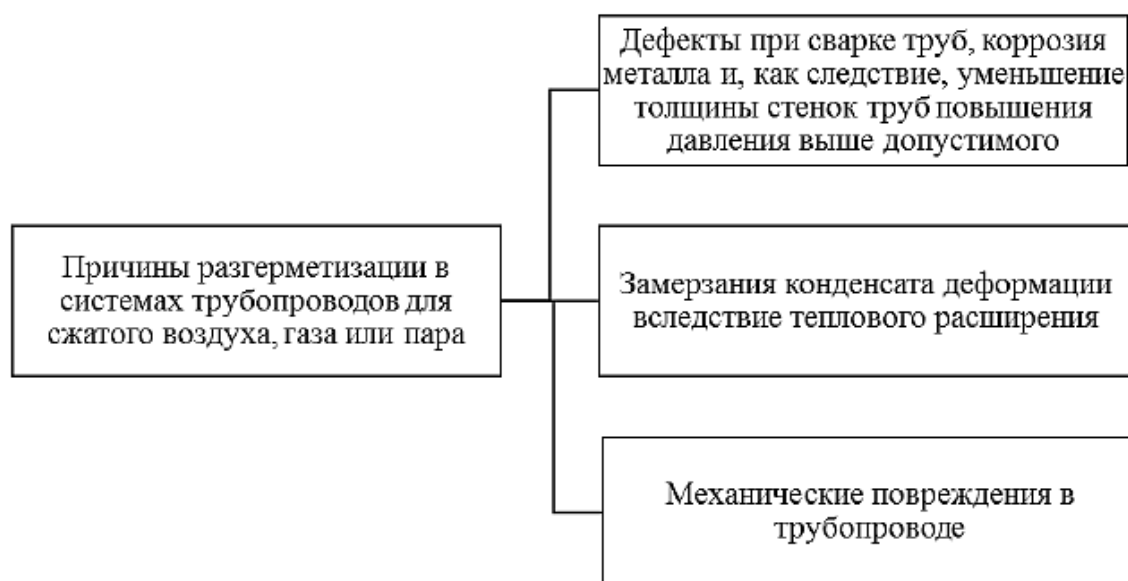 Дефекты при сварке труб, коррозия
металла и, как следствие, уменьшение
толщины стенок труб повышения
давления выше допустимого
Причины разгерметизации в
системах трубопроводов для
сжатого воздуха, газа или пара
Замерзания конденсата деформации
вследствие теплового расширения
Механические повреждения в
трубопроводе